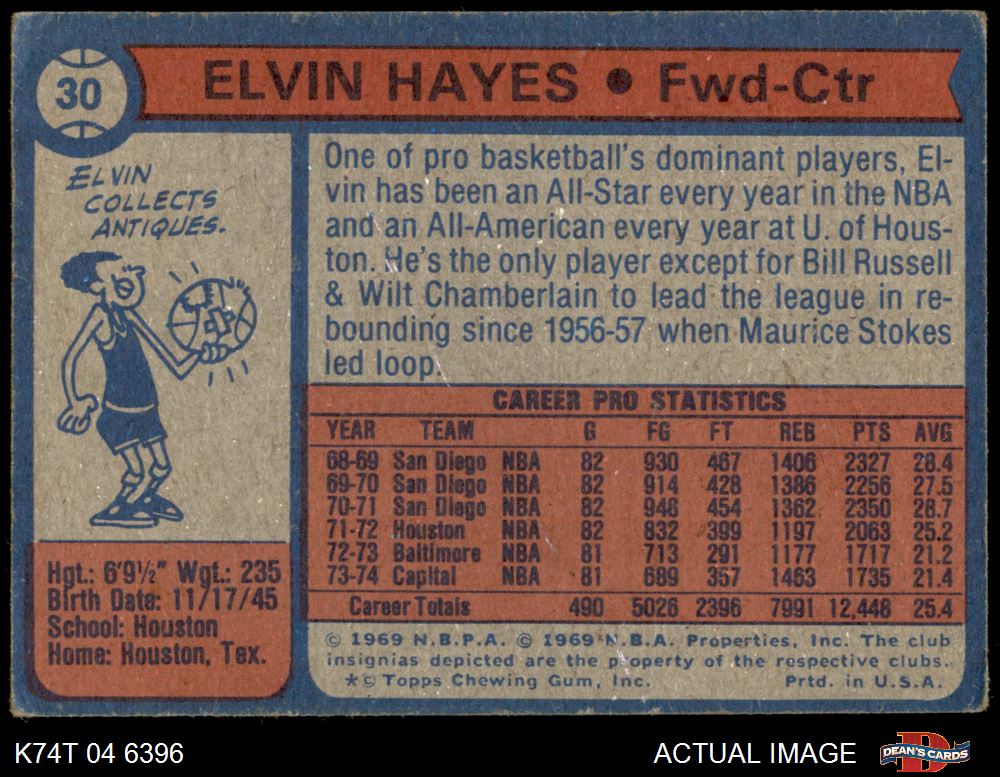 30
ELVIN HAYES • Fwd-Ctr
ELVIN
COLLECTS
ANTIQUES.
One of pro basketball's dominant players, El-
vin has been an All-Star every year in the NBA
and an All-American every year at U. of Hous-
ton. He's the only player except for Bill Russell
& Wilt Chamberlain to lead the league in re-
bounding since 1956-57 when Maurice Stokes
led loop.
CAREER PRO STATISTICS
YEAR TEAM G FG FT REB PTS AVG
68-69 San Diego NBA 82 930 467 1406 2327 28.4
69-70 San Diego NBA 82 914 428 1386 2256 27.5
70-71 San Diego NBA 82 948 454 1362 2350 28.7
71-72 Houston NBA 82 832 399 1197 2063 25.2
72-73 Baltimore NBA 81 713 291 1177 1717 21.2
73-74 Capital NBA 81 689 357 1463 1735 21.4
Career Totals 490 5026 2396 7991 12,448 25.4
Hgt.: 6'9½" Wgt.: 235
Birth Date: 11/17/45
School: Houston
Home: Houston, Tex.
© 1969 N.B.P.A. © 1969 N.B.A. Properties, Inc. The club
insignias depicted are the property of the respective clubs.
*© Topps Chewing Gum, Inc. Prtd. in U.S.A.
K74T 04 6396 ACTUAL IMAGE
D
DEAN'S CARDS